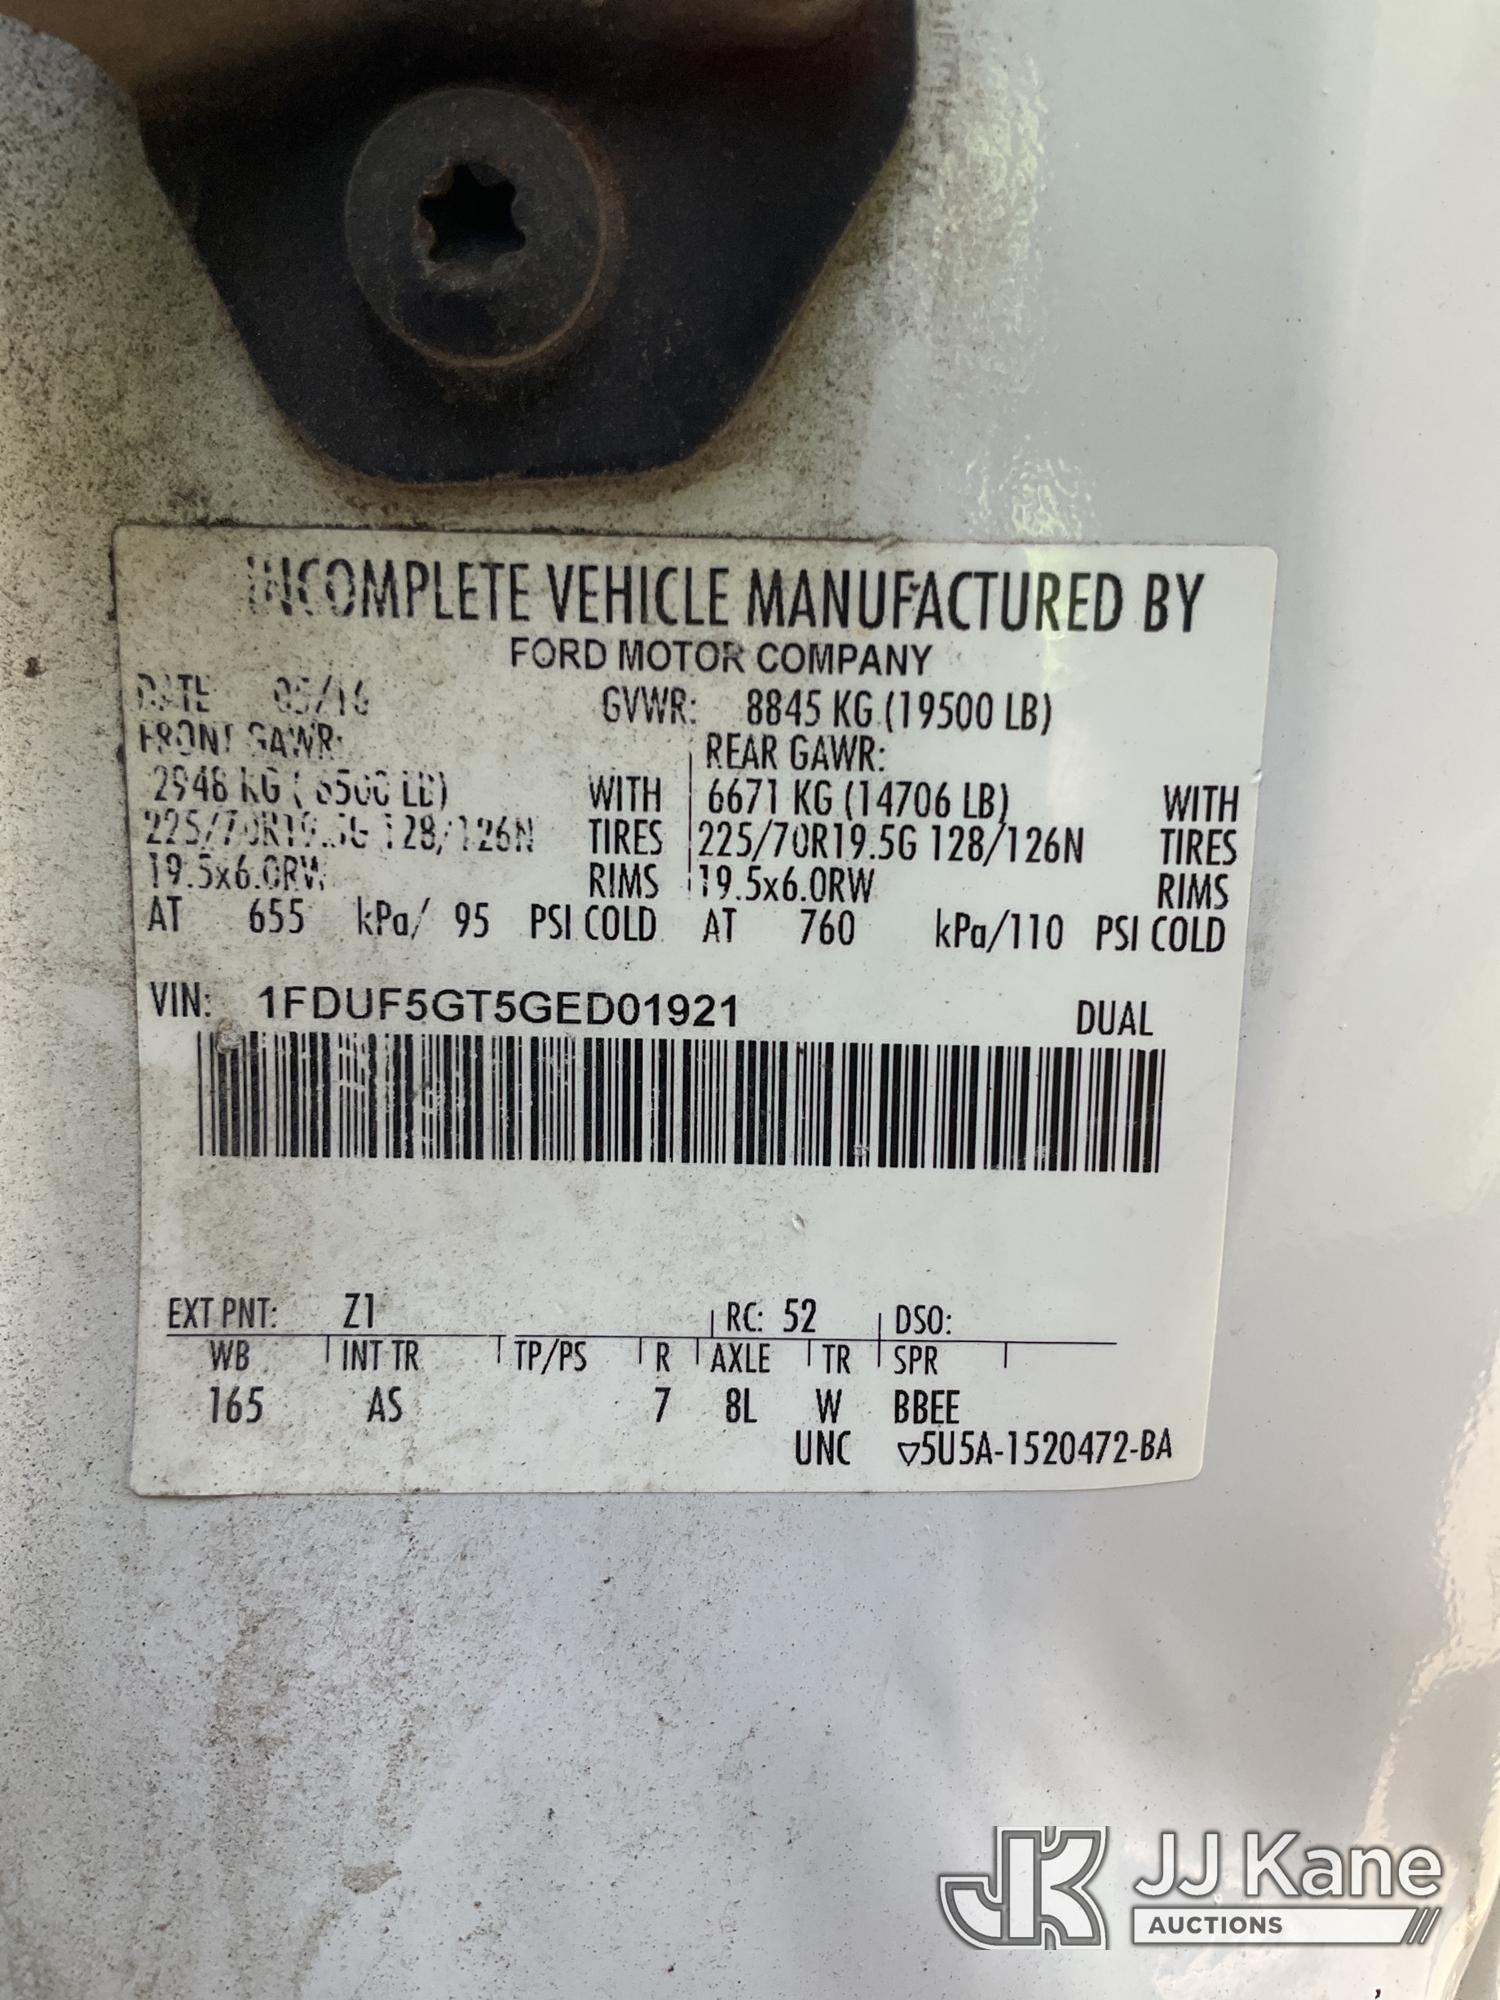 INCOMPLETE VEHICLE MANUFACTURED BY
FORD MOTOR COMPANY
DATE 05/16 GVWR: 8845 KG (19500 LB)
FRONT GAWR: REAR GAWR:
2948 KG ( 6500 LB) WITH 6671 KG (14706 LB) WITH
225/70R19.5G 128/126N TIRES 225/70R19.5G 128/126N TIRES
19.5x6.0RW RIMS 19.5x6.0RW RIMS
AT 655 kPa/ 95 PSI COLD AT 760 kPa/110 PSI COLD
VIN: 1FDUF5GT5GED01921 DUAL
EXT PNT: Z1 RC: 52 DSO:
WB INT TR TP/PS R AXLE TR SPR
165 AS 7 8L W BBEE
UNC ▽5U5A-1520472-BA
JK JJ Kane
AUCTIONS